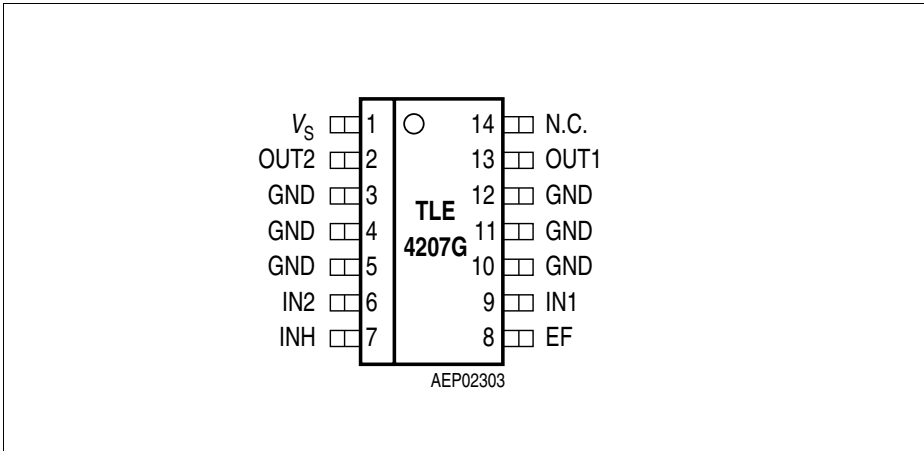 V_S 1 14 N.C.
OUT2 2 13 OUT1
GND 3 12 GND
TLE
GND 4 11 GND
4207G
GND 5 10 GND
IN2 6 9 IN1
INH 7 8 EF
AEP02303